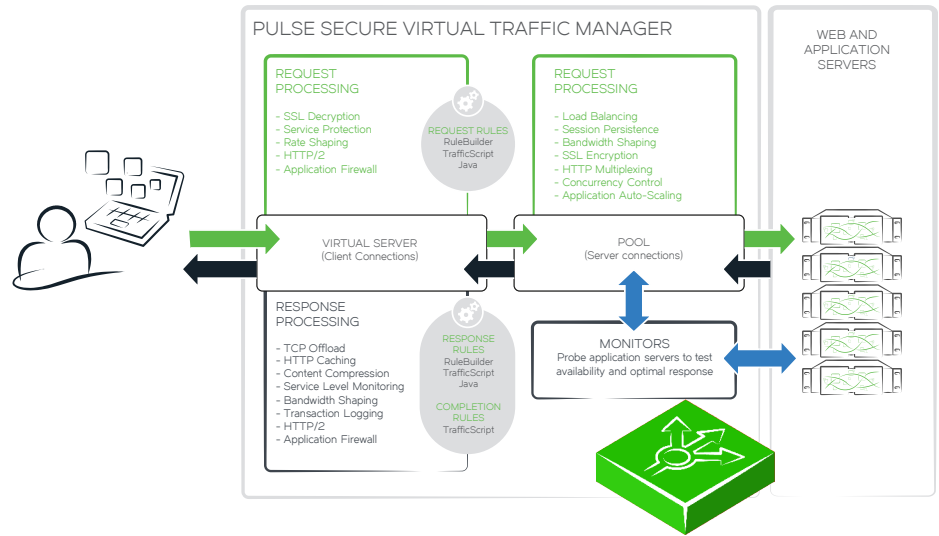 PULSE SECURE VIRTUAL TRAFFIC MANAGER
WEB AND
APPLICATION
SERVERS
REQUEST
PROCESSING
- SSL Decryption
- Service Protection
- Rate Shaping
- HTTP/2
- Application Firewall
REQUEST RULES
RuleBuilder
TrafficScript
Java
REQUEST
PROCESSING
- Load Balancing
- Session Persistence
- Bandwidth Shaping
- SSL Encryption
- HTTP Multiplexing
- Concurrency Control
- Application Auto-Scaling
VIRTUAL SERVER
(Client Connections)
POOL
(Server connections)
RESPONSE
PROCESSING
- TCP Offload
- HTTP Caching
- Content Compression
- Service Level Monitoring
- Bandwidth Shaping
- Transaction Logging
- HTTP/2
- Application Firewall
RESPONSE
RULES
RuleBuilder
TrafficScript
Java
COMPLETION
RULES
TrafficScript
MONITORS
Probe application servers to test
availability and optimal response